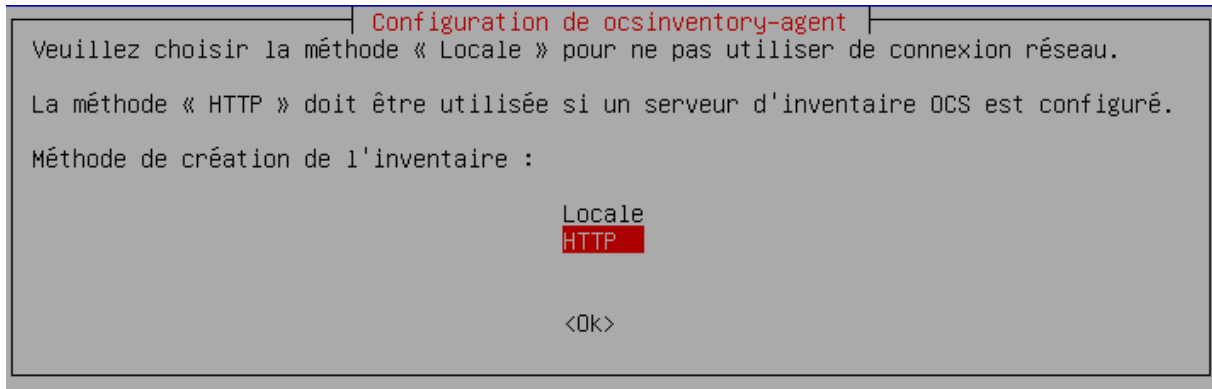 Configuration de ocsinventory-agent
Veuillez choisir la méthode « Locale » pour ne pas utiliser de connexion réseau.
La méthode « HTTP » doit être utilisée si un serveur d'inventaire OCS est configuré.
Méthode de création de l'inventaire :
Locale
HTTP
<Ok>